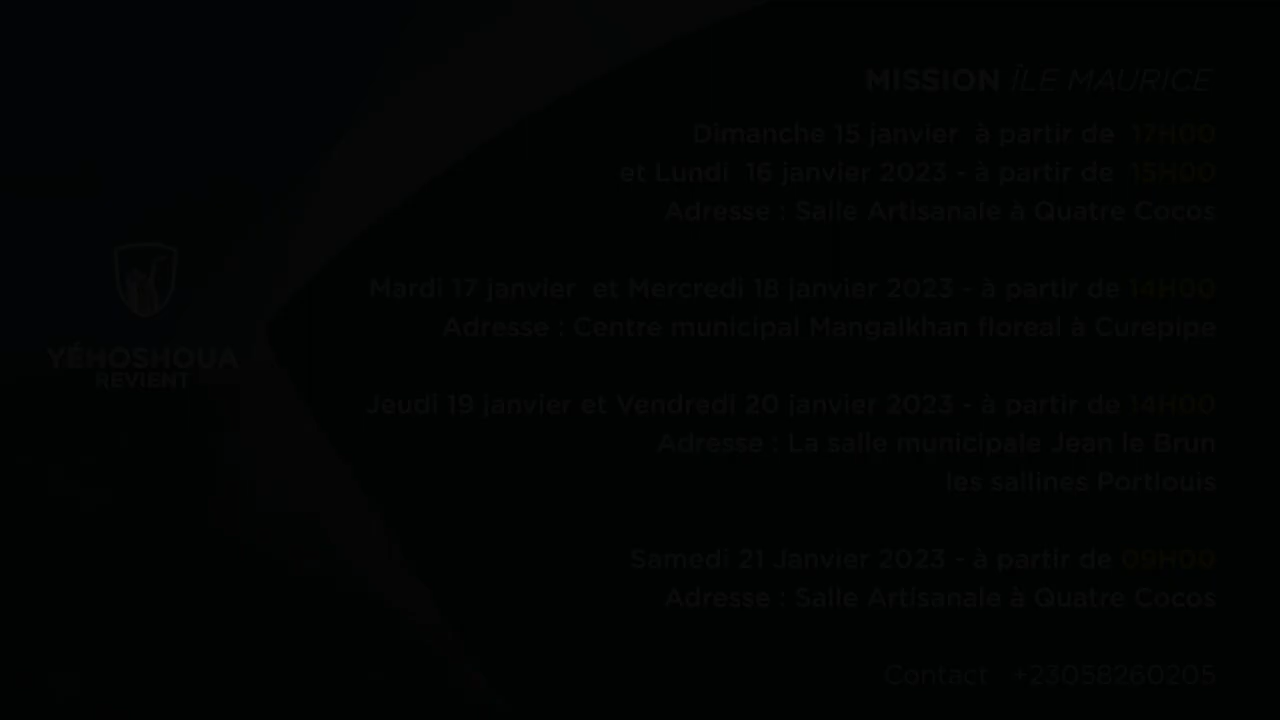 MISSION ÎLE MAURICE
Dimanche 15 janvier à partir de 17H00
et Lundi 16 janvier 2023 - à partir de 15H00
Adresse : Salle Artisanale à Quatre Cocos
Mardi 17 janvier et Mercredi 18 janvier 2023 - à partir de 14H00
Adresse : Centre municipal Mangalkhan floreal à Curepipe
YÉHOSHOUA
REVIENT
Jeudi 19 janvier et Vendredi 20 janvier 2023 - à partir de 14H00
Adresse : La salle municipale Jean le Brun
les sallines Portlouis
Samedi 21 Janvier 2023 - à partir de 09H00
Adresse : Salle Artisanale à Quatre Cocos
Contact +23058260205